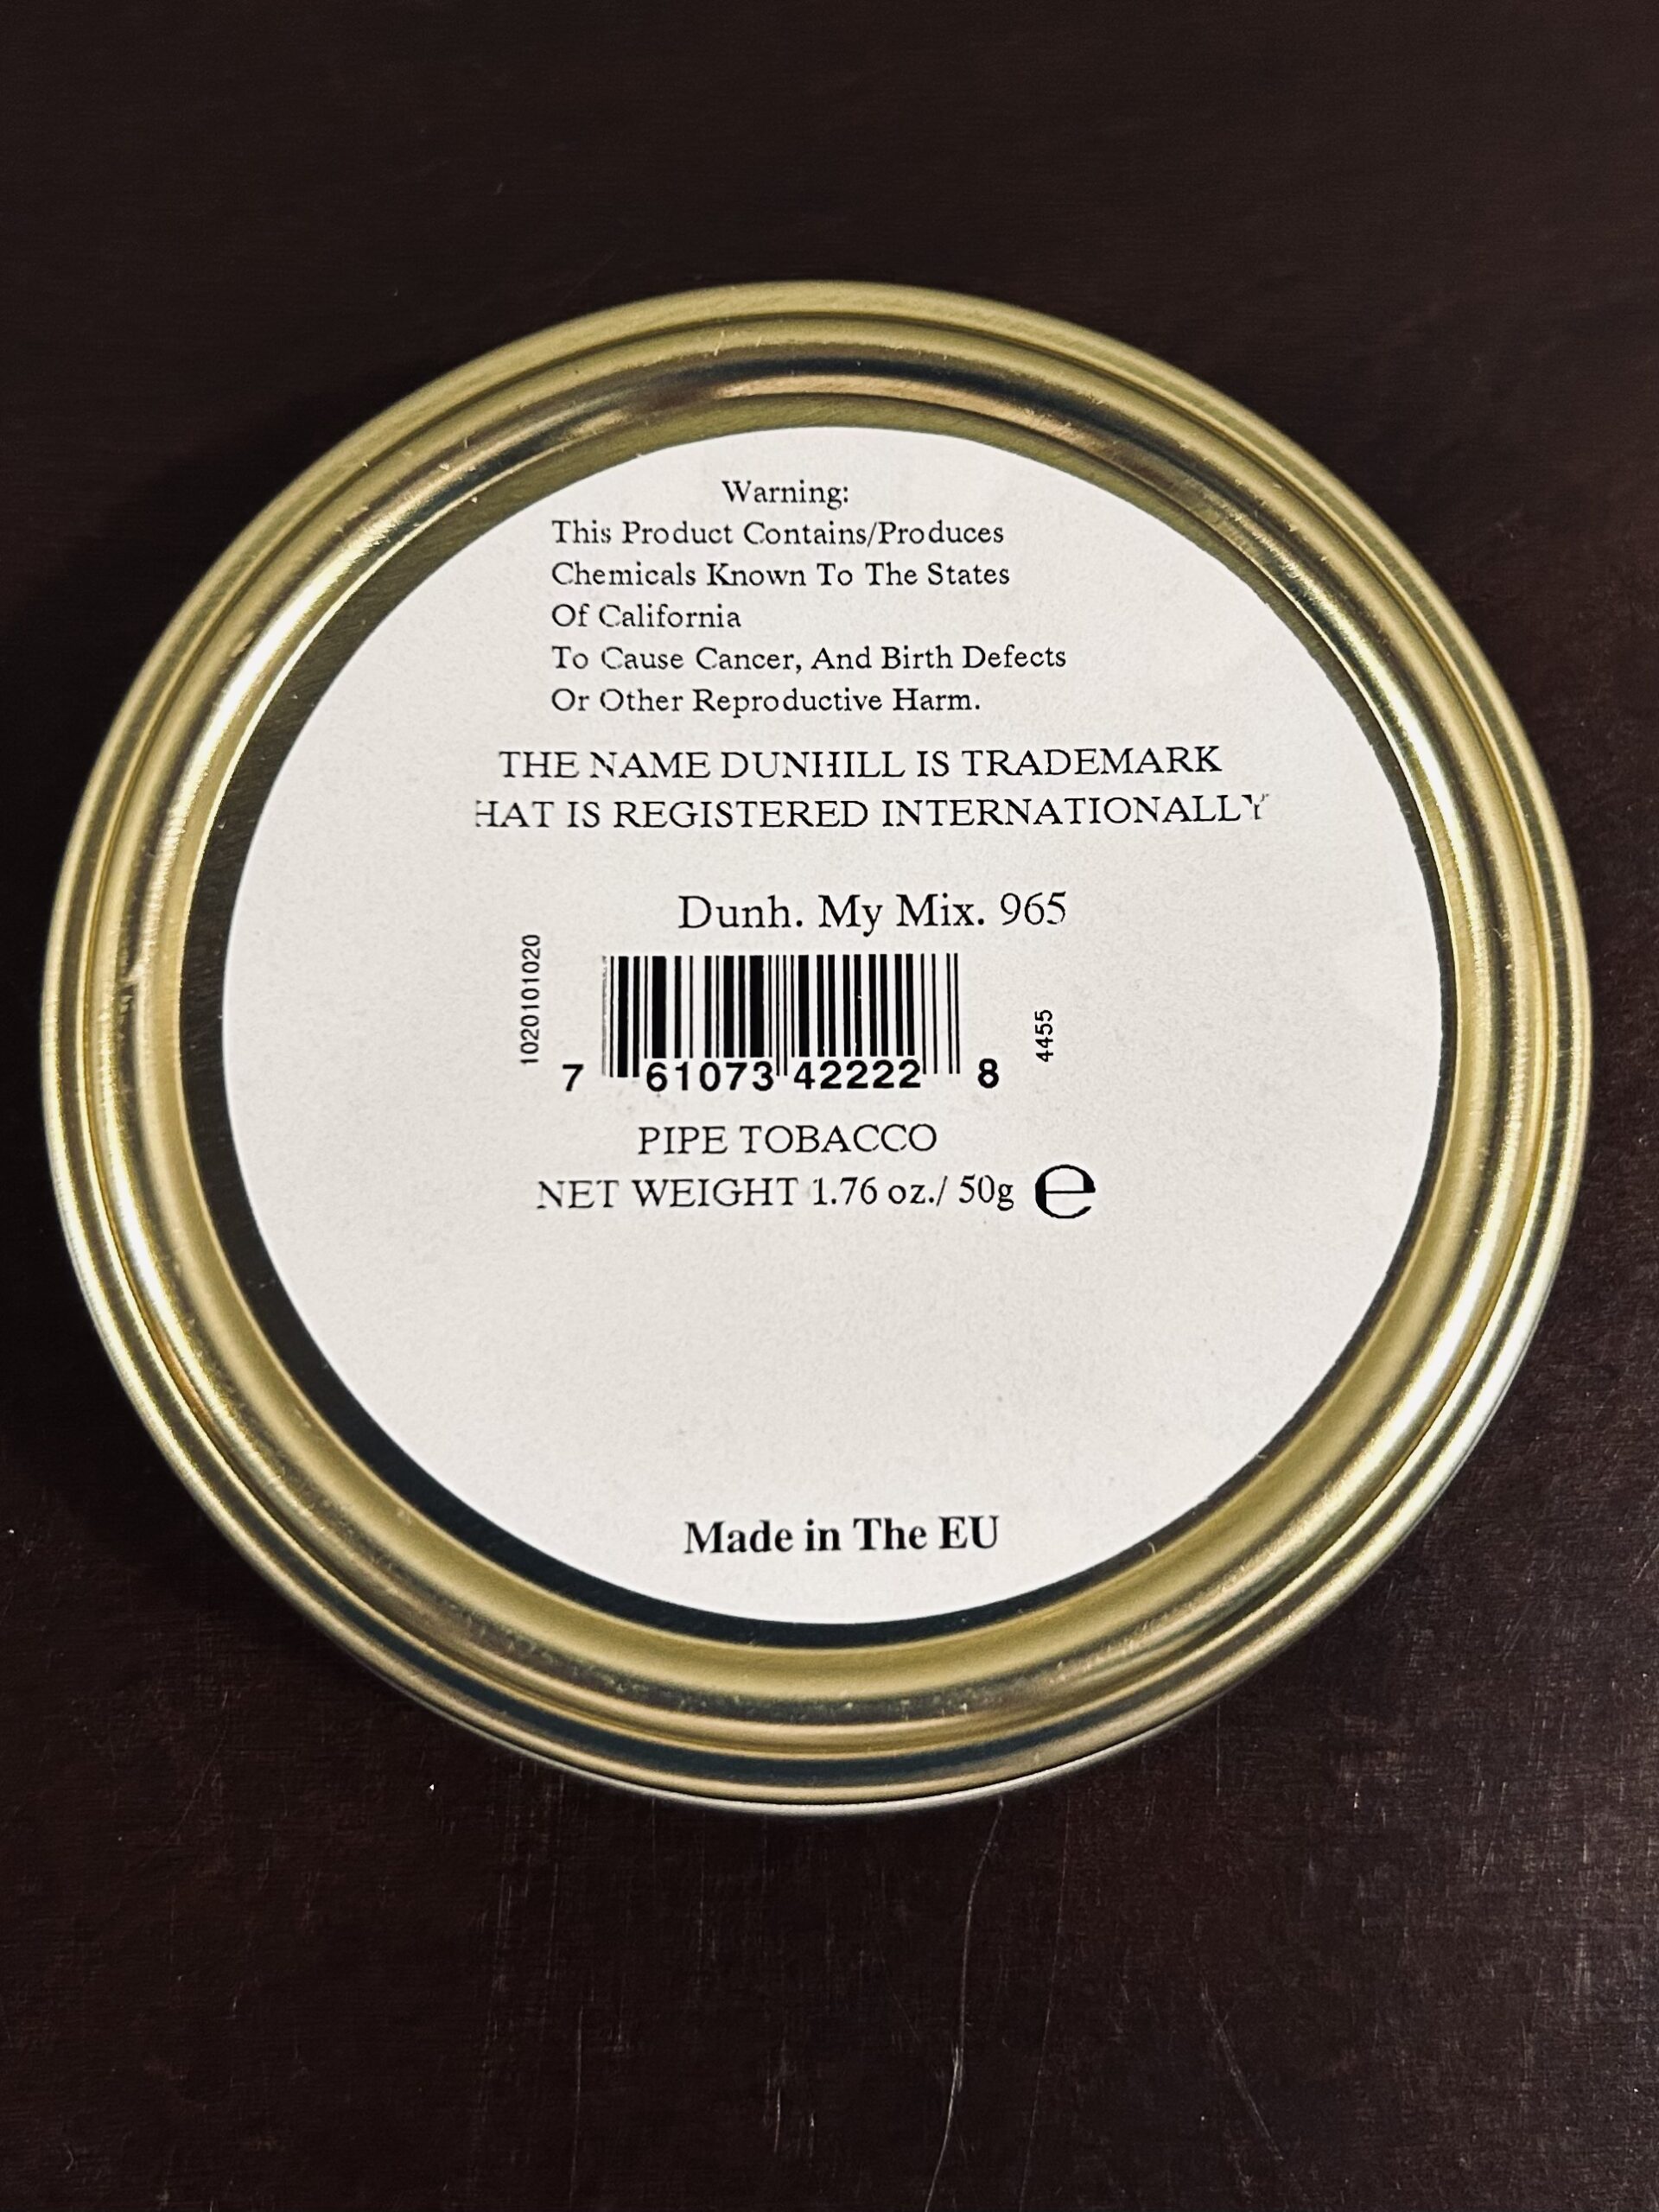 Warning:
This Product Contains/Produces
Chemicals Known To The States
Of California
To Cause Cancer, And Birth Defects
Or Other Reproductive Harm.
THE NAME DUNHILL IS TRADEMARK
HAT IS REGISTERED INTERNATIONALLY
Dunh. My Mix. 965
1020101020
7 61073 42222 8
4455
PIPE TOBACCO
NET WEIGHT 1.76 oz./ 50g ℮
Made in The EU